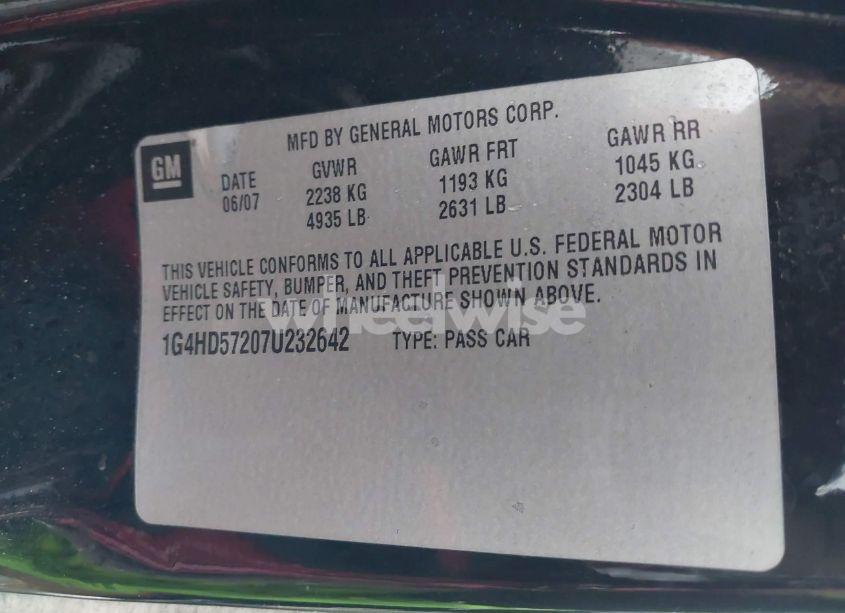 MFD BY GENERAL MOTORS CORP.
GM
DATE GVWR GAWR FRT GAWR RR
06/07 2238 KG 1193 KG 1045 KG
4935 LB 2631 LB 2304 LB
THIS VEHICLE CONFORMS TO ALL APPLICABLE U.S. FEDERAL MOTOR
VEHICLE SAFETY, BUMPER, AND THEFT PREVENTION STANDARDS IN
EFFECT ON THE DATE OF MANUFACTURE SHOWN ABOVE.
wheelwise
1G4HD57207U232642 TYPE: PASS CAR